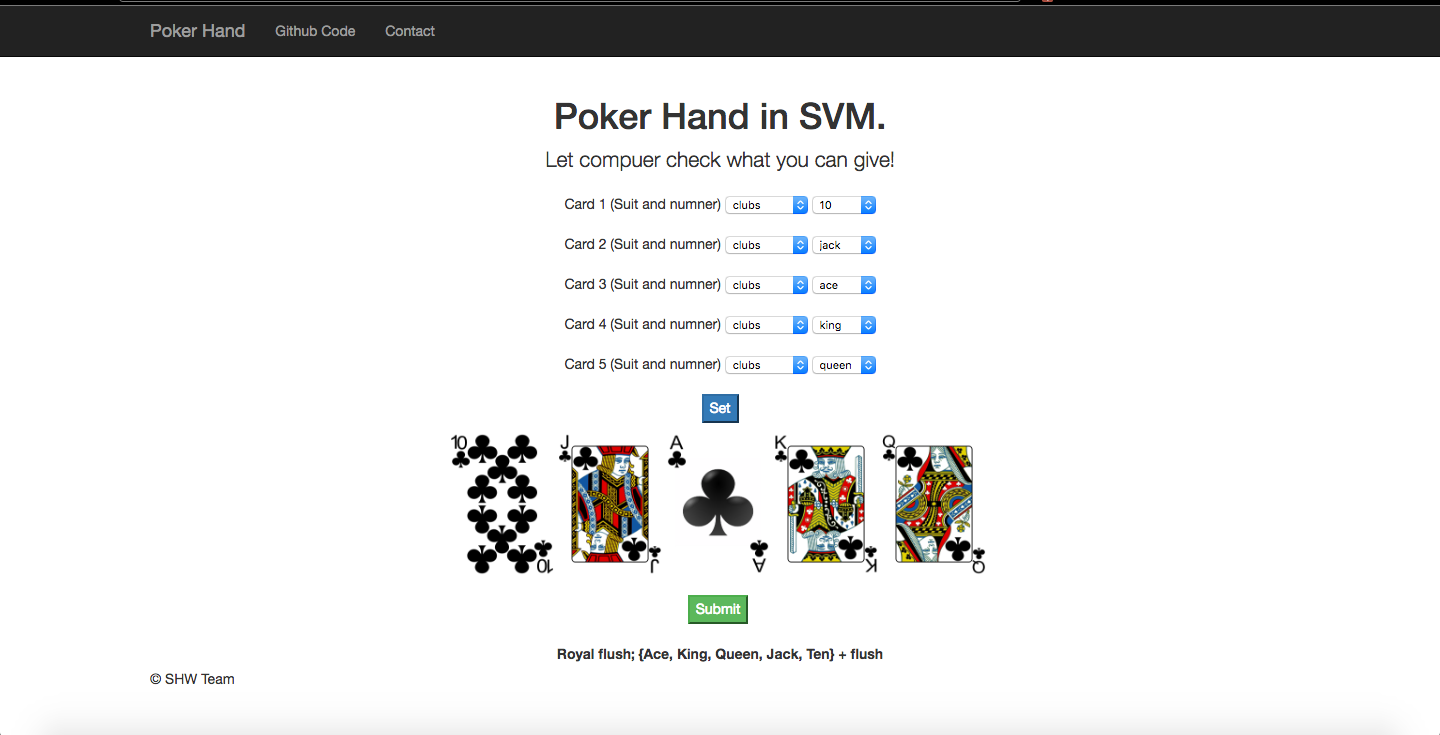 Poker Hand Github Code Contact
Poker Hand in SVM.
Let compuer check what you can give!
Card 1 (Suit and numner) clubs 10
Card 2 (Suit and numner) clubs jack
Card 3 (Suit and numner) clubs ace
Card 4 (Suit and numner) clubs king
Card 5 (Suit and numner) clubs queen
Set
10 J A K Q
10 J A K Q
Submit
Royal flush; {Ace, King, Queen, Jack, Ten} + flush
© SHW Team